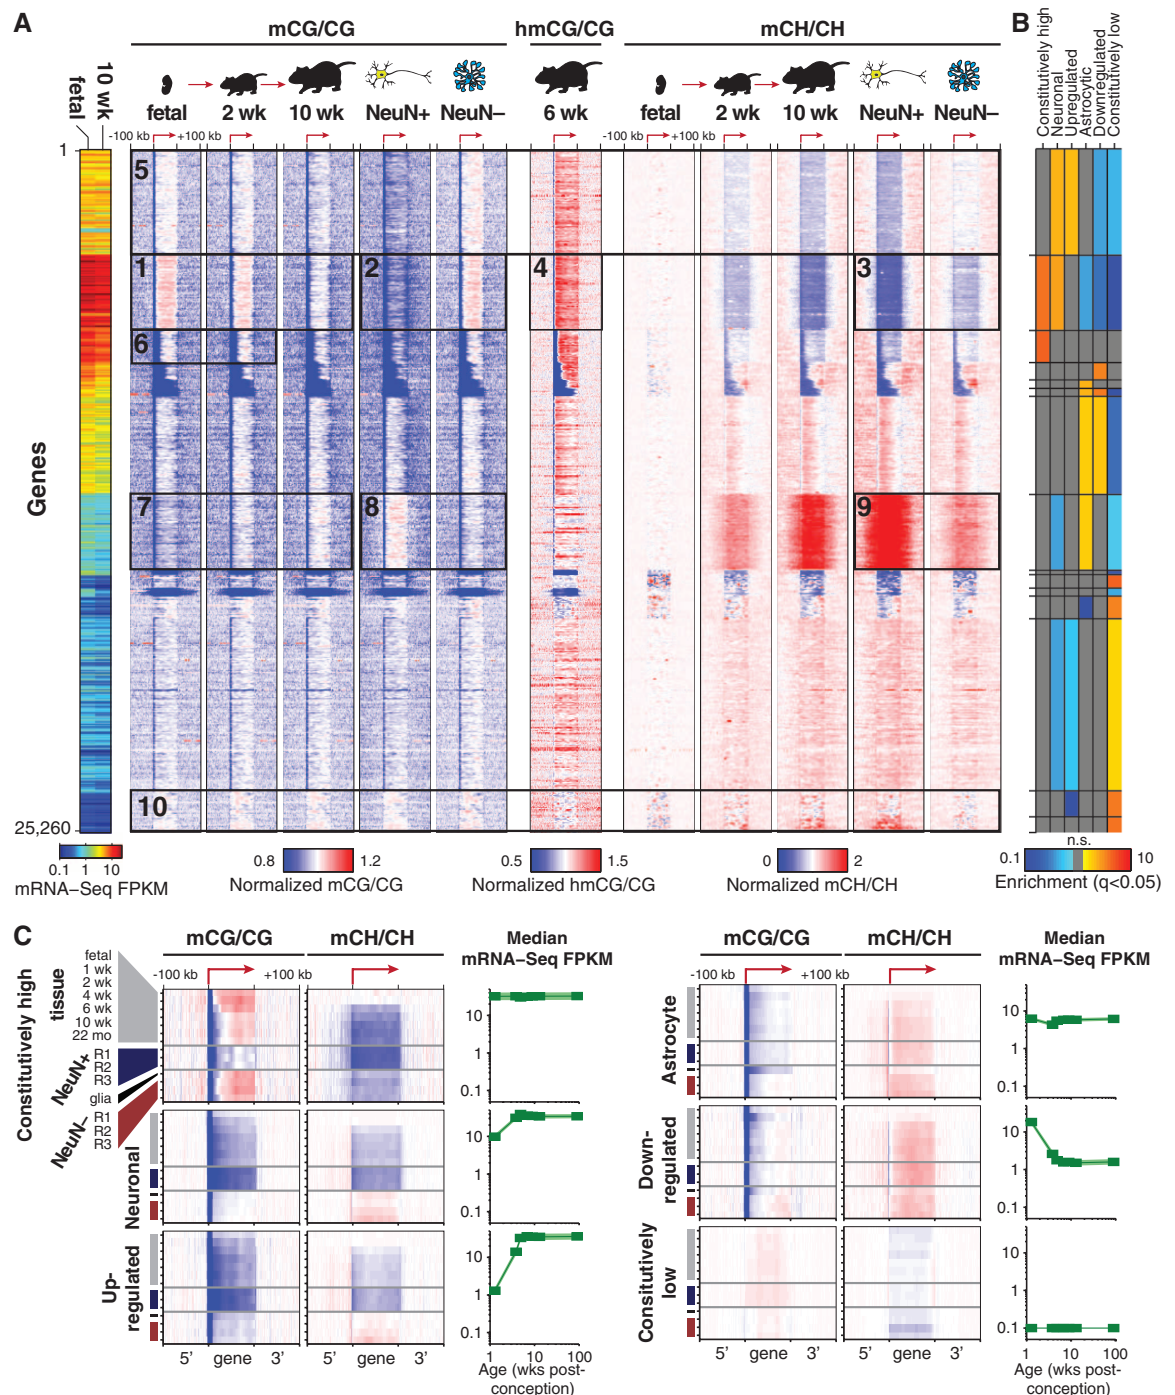 A
mCG/CG
hmCG/CG
mCH/CH
B
fetal
10 wk
fetal
2 wk
10 wk
NeuN+
NeuN–
6 wk
fetal
2 wk
10 wk
NeuN+
NeuN–
Constitutively high
Neuronal
Upregulated
Astrocytic
Downregulated
Constitutively low
-100 kb
+100 kb
-100 kb
+100 kb
1
5
1
2
4
3
6
Genes
7
8
9
10
25,260
0.1 1 10
mRNA–Seq FPKM
0.8 1.2
Normalized mCG/CG
0.5 1.5
Normalized hmCG/CG
0 2
Normalized mCH/CH
n.s.
0.1 10
Enrichment (q<0.05)
C
mCG/CG
mCH/CH
Median
mRNA–Seq FPKM
-100 kb
+100 kb
Constitutively high
tissue
fetal
1 wk
2 wk
4 wk
6 wk
10 wk
22 mo
NeuN+
R1
R2
R3
glia
NeuN–
R1
R2
R3
10
1
0.1
Neuronal
10
1
0.1
Up-
regulated
10
1
0.1
5' gene 3'
1 10 100
Age (wks post-
conception)
mCG/CG
mCH/CH
Median
mRNA–Seq FPKM
-100 kb
+100 kb
Astrocyte
10
1
0.1
Down-
regulated
10
1
0.1
Consitutively
low
10
1
0.1
5' gene 3'
1 10 100
Age (wks post-
conception)